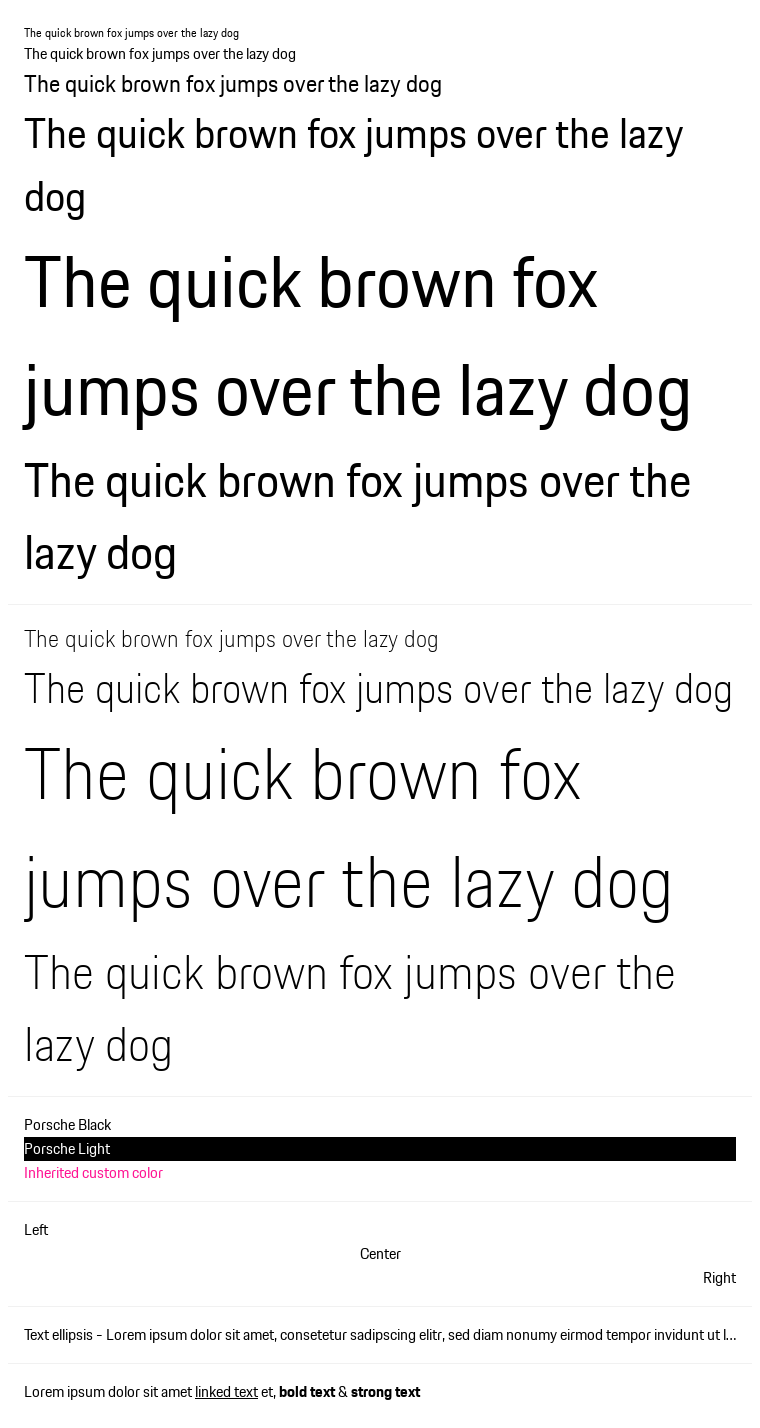 The quick brown fox jumps over the lazy dog
The quick brown fox jumps over the lazy dog
The quick brown fox jumps over the lazy dog
The quick brown fox jumps over the lazy
dog
The quick brown fox
jumps over the lazy dog
The quick brown fox jumps over the
lazy dog
The quick brown fox jumps over the lazy dog
The quick brown fox jumps over the lazy dog
The quick brown fox
jumps over the lazy dog
The quick brown fox jumps over the
lazy dog
Porsche Black
Porsche Light
Inherited custom color
Left
Center
Right
Text ellipsis - Lorem ipsum dolor sit amet, consetetur sadipscing elitr, sed diam nonumy eirmod tempor invidunt ut l…
Lorem ipsum dolor sit amet linked text et, bold text & strong text